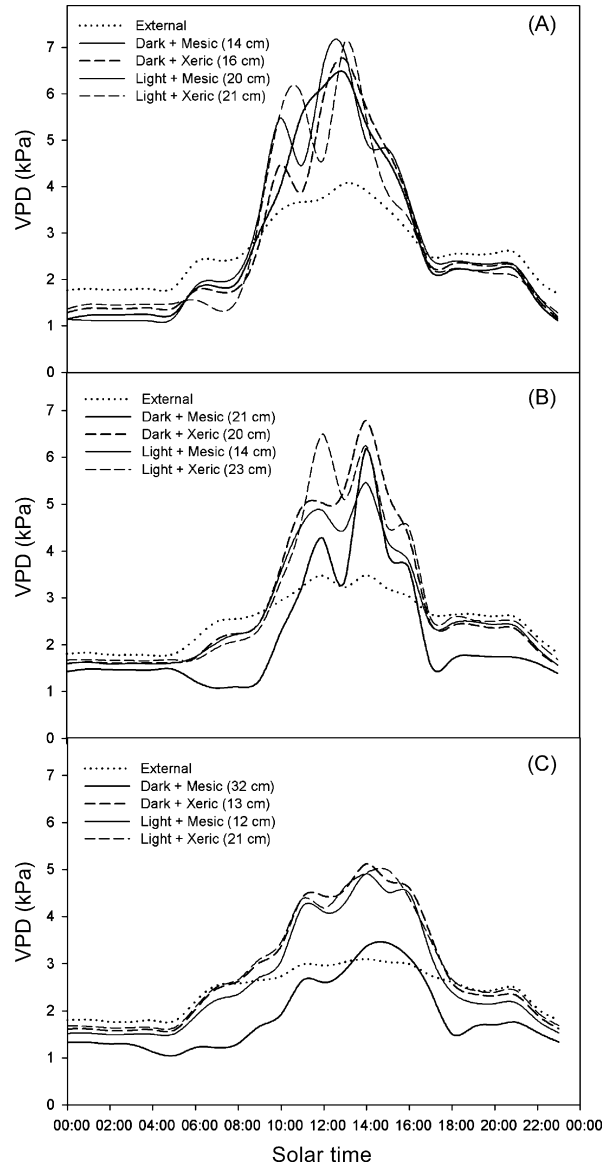 (A)
External
Dark + Mesic (14 cm)
Dark + Xeric (16 cm)
Light + Mesic (20 cm)
Light + Xeric (21 cm)
7
6
5
4
3
2
1
0
VPD (kPa)
(B)
External
Dark + Mesic (21 cm)
Dark + Xeric (20 cm)
Light + Mesic (14 cm)
Light + Xeric (23 cm)
7
6
5
4
3
2
1
0
VPD (kPa)
(C)
External
Dark + Mesic (32 cm)
Dark + Xeric (13 cm)
Light + Mesic (12 cm)
Light + Xeric (21 cm)
7
6
5
4
3
2
1
0
VPD (kPa)
00:00 02:00 04:00 06:00 08:00 10:00 12:00 14:00 16:00 18:00 20:00 22:00 00:00
Solar time